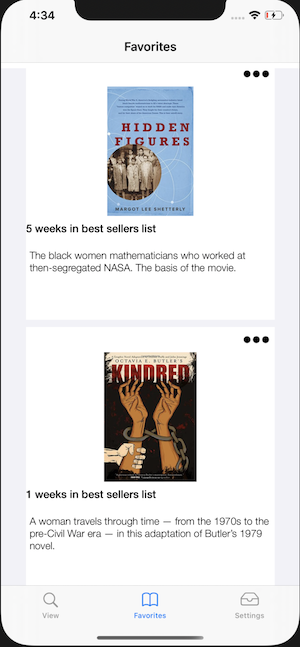 4:34
Favorites
HIDDEN
FIGURES
MARGOT LEE SHETTERLY
5 weeks in best sellers list
The black women mathematicians who worked at
then-segregated NASA. The basis of the movie.
OCTAVIA E. BUTLER'S
KINDRED
1 weeks in best sellers list
A woman travels through time — from the 1970s to the
pre-Civil War era — in this adaptation of Butler's 1979
novel.
View
Favorites
Settings